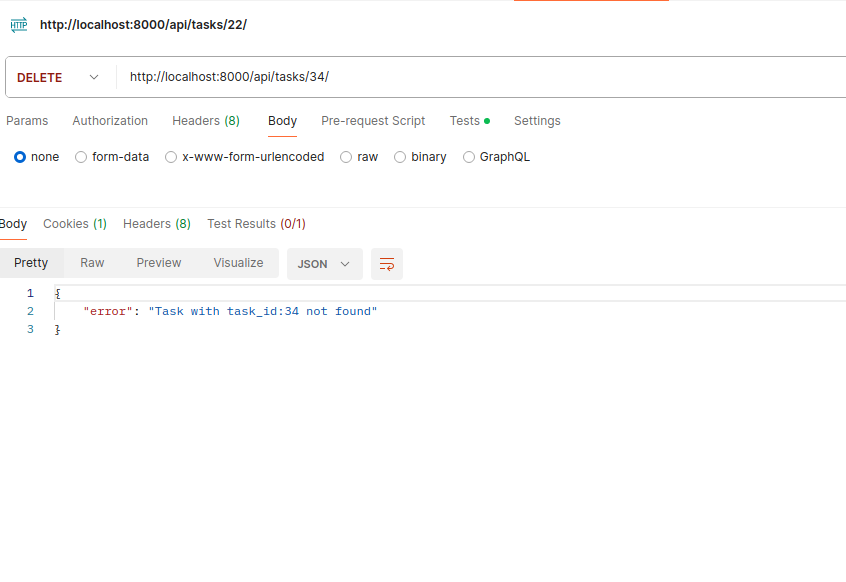 HTTP http://localhost:8000/api/tasks/22/
DELETE http://localhost:8000/api/tasks/34/
Params Authorization Headers (8) Body Pre-request Script Tests Settings
none form-data x-www-form-urlencoded raw binary GraphQL
Body Cookies (1) Headers (8) Test Results (0/1)
Pretty Raw Preview Visualize JSON
1 {
2 "error": "Task with task_id:34 not found"
3 }